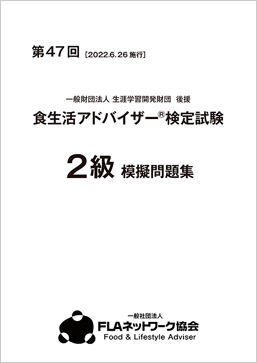 第47回 [2022.6.26施行]
一般財団法人 生涯学習開発財団 後援
食生活アドバイザー®検定試験
2級 模擬問題集
一般社団法人
FLAネットワーク協会
Food & Lifestyle Adviser